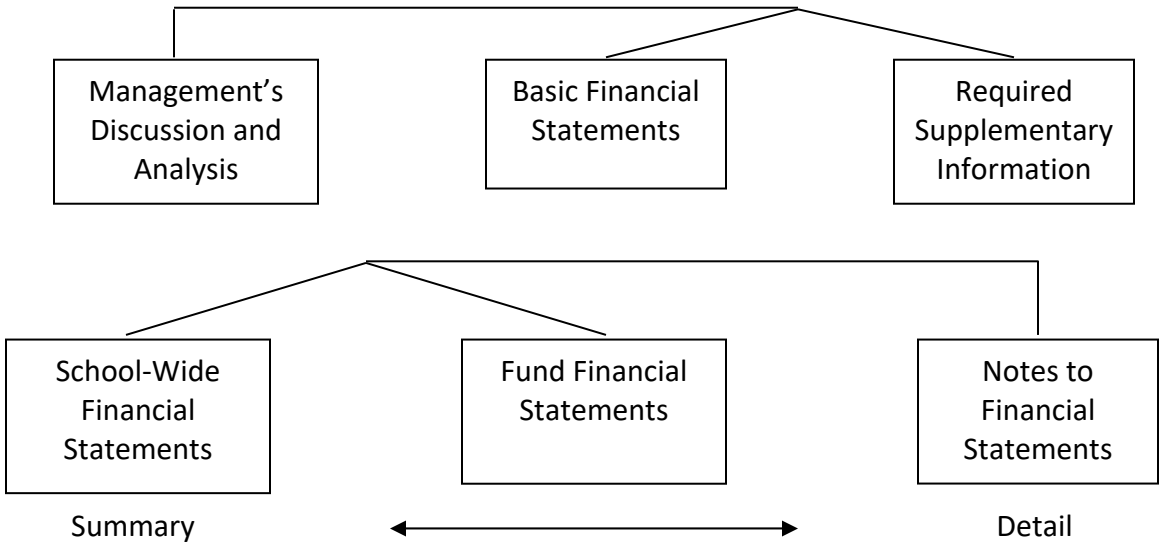 Management’s
Discussion and
Analysis
Basic Financial
Statements
Required
Supplementary
Information
School-Wide
Financial
Statements
Fund Financial
Statements
Notes to
Financial
Statements
Summary
Detail